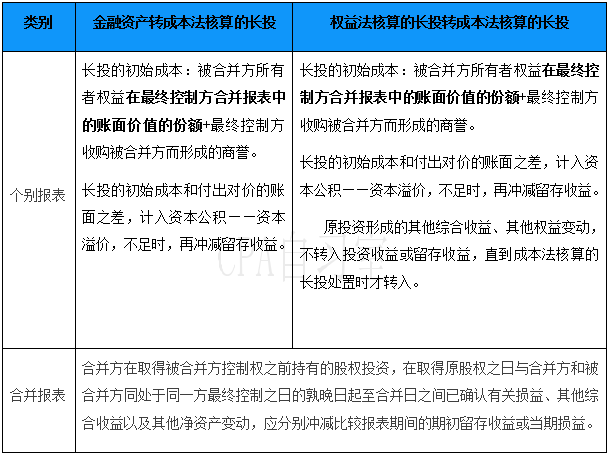 类别
金融资产转成本法核算的长投
权益法核算的长投转成本法核算的长投
个别报表
长投的初始成本：被合并方所有
者权益在最终控制方合并报表中
的账面价值的份额+最终控制方
收购被合并方而形成的商誉。
长投的初始成本和付出对价的账
面之差，计入资本公积——资本
溢价，不足时，再冲减留存收益。
长投的初始成本：被合并方所有者权益在最终控
制方合并报表中的账面价值的份额+最终控制方
收购被合并方而形成的商誉。
长投的初始成本和付出对价的账面之差，计入
资本公积——资本溢价，不足时，再冲减留存收益。
原投资形成的其他综合收益、其他权益变动，
不转入投资收益或留存收益，直到成本法核算的
长投处置时才转入。
CPA自习室
合并报表
合并方在取得被合并方控制权之前持有的股权投资，在取得原股权之日与合并方和被
合并方同处于同一方最终控制之日的孰晚日起至合并日之间已确认有关损益、其他综
合收益以及其他净资产变动，应分别冲减比较报表期间的期初留存收益或当期损益。